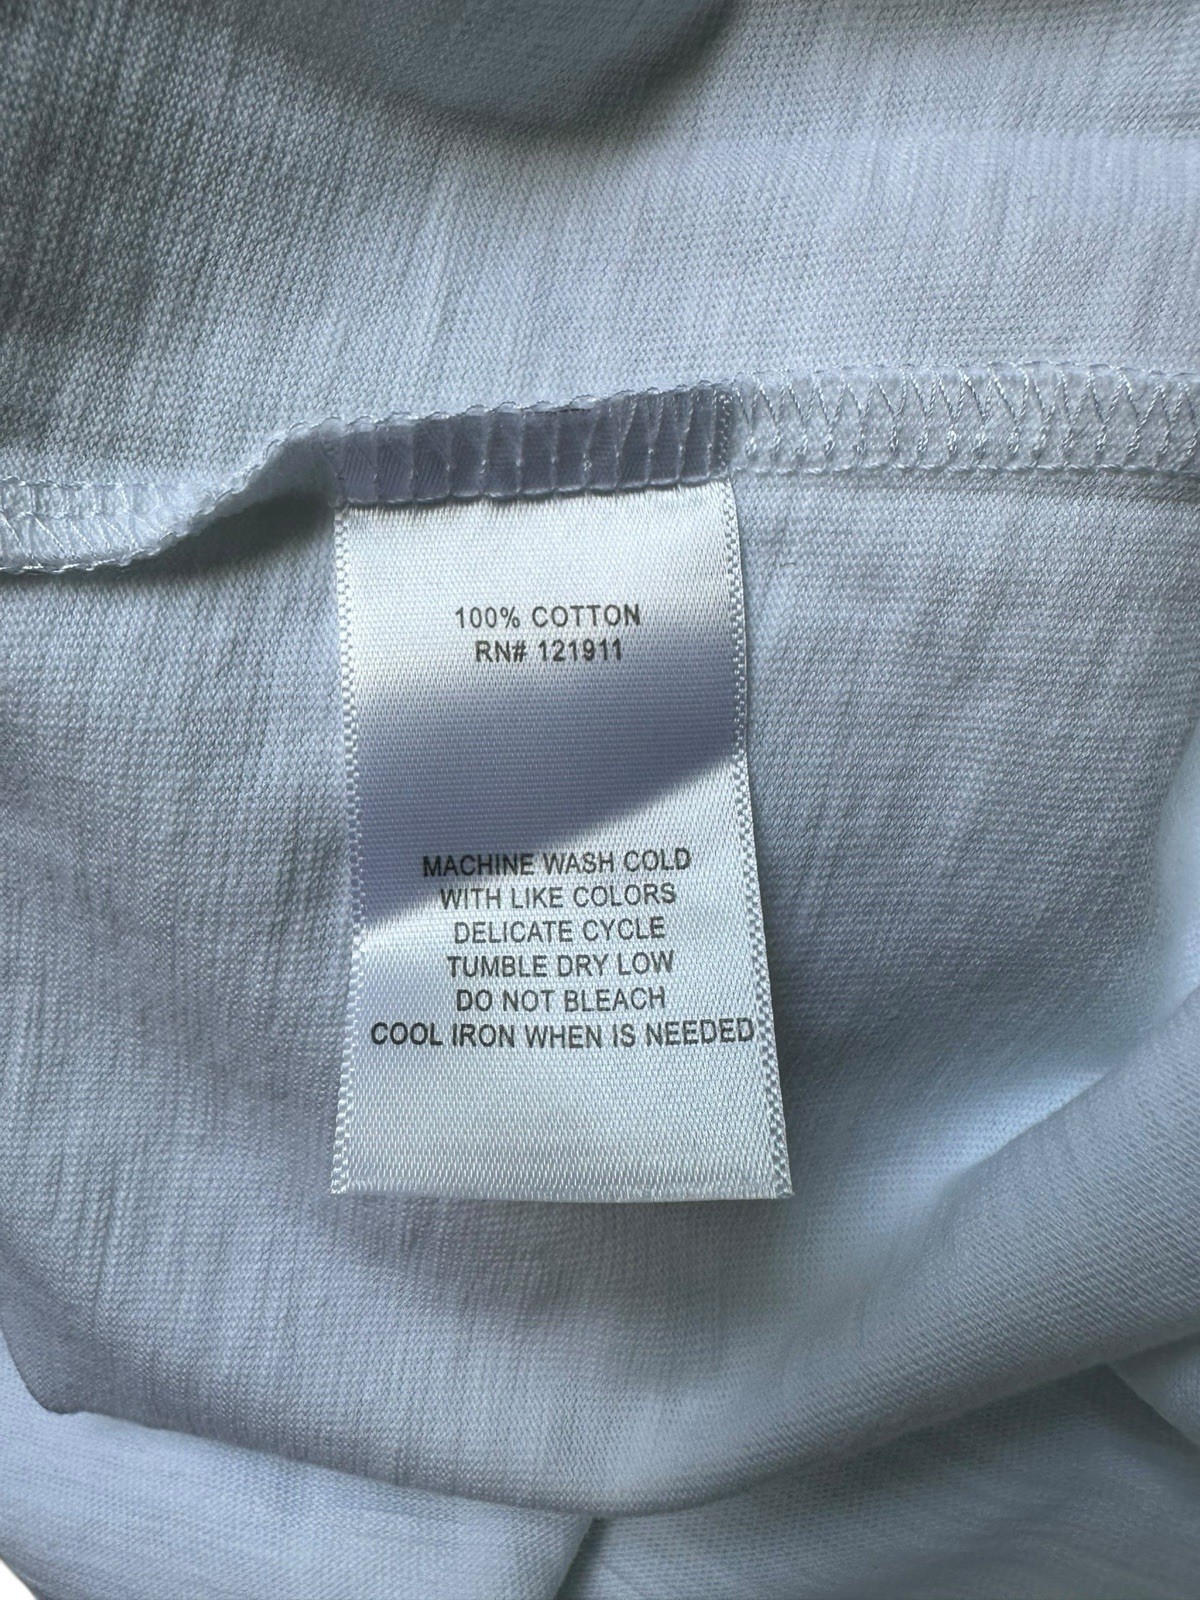 100% COTTON
RN# 121911
MACHINE WASH COLD
WITH LIKE COLORS
DELICATE CYCLE
TUMBLE DRY LOW
DO NOT BLEACH
COOL IRON WHEN IS NEEDED